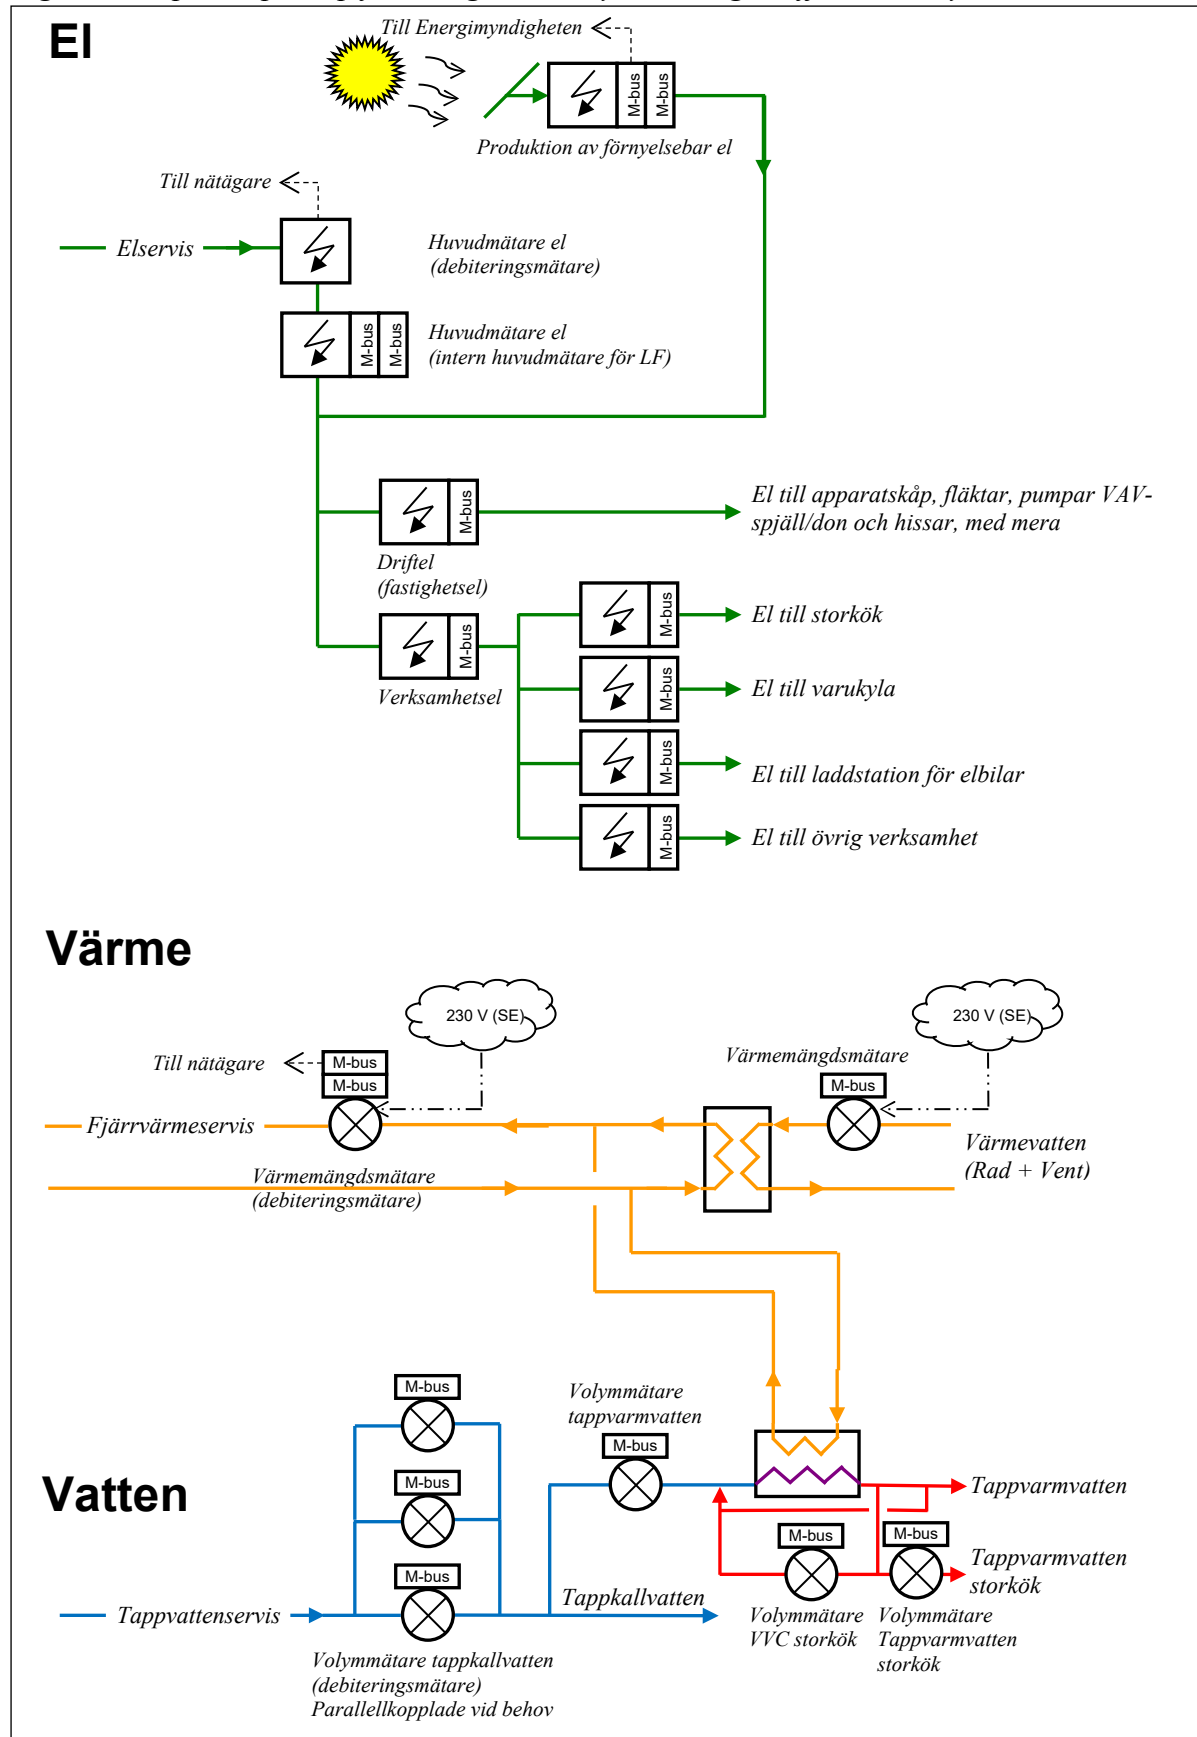 El
Till Energimyndigheten
M-bus
M-bus
Produktion av förnyelsebar el
Till nätägare
Elservis
Huvudmätare el
(debiteringsmätare)
M-bus
M-bus
Huvudmätare el
(intern huvudmätare för LF)
M-bus
El till apparatskåp, fläktar, pumpar VAV-
spjäll/don och hissar, med mera
Driftel
(fastighetsel)
M-bus
El till storkök
M-bus
Verksamhetsel
M-bus
El till varukyla
M-bus
El till laddstation för elbilar
M-bus
El till övrig verksamhet
Värme
230 V (SE)
230 V (SE)
Till nätägare
M-bus
M-bus
Värmemängdsmätare
M-bus
Fjärrvärmeservis
Värmevatten
(Rad + Vent)
Värmemängdsmätare
(debiteringsmätare)
Vatten
M-bus
Volymmätare
tappvarmvatten
M-bus
M-bus
Tappvarmvatten
M-bus
M-bus
Tappvarmvatten
storkök
M-bus
Tappvattenservis
Tappkallvatten
Volymmätare
VVC storkök
Volymmätare
Tappvarmvatten
storkök
Volymmätare tappkallvatten
(debiteringsmätare)
Parallellkopplade vid behov